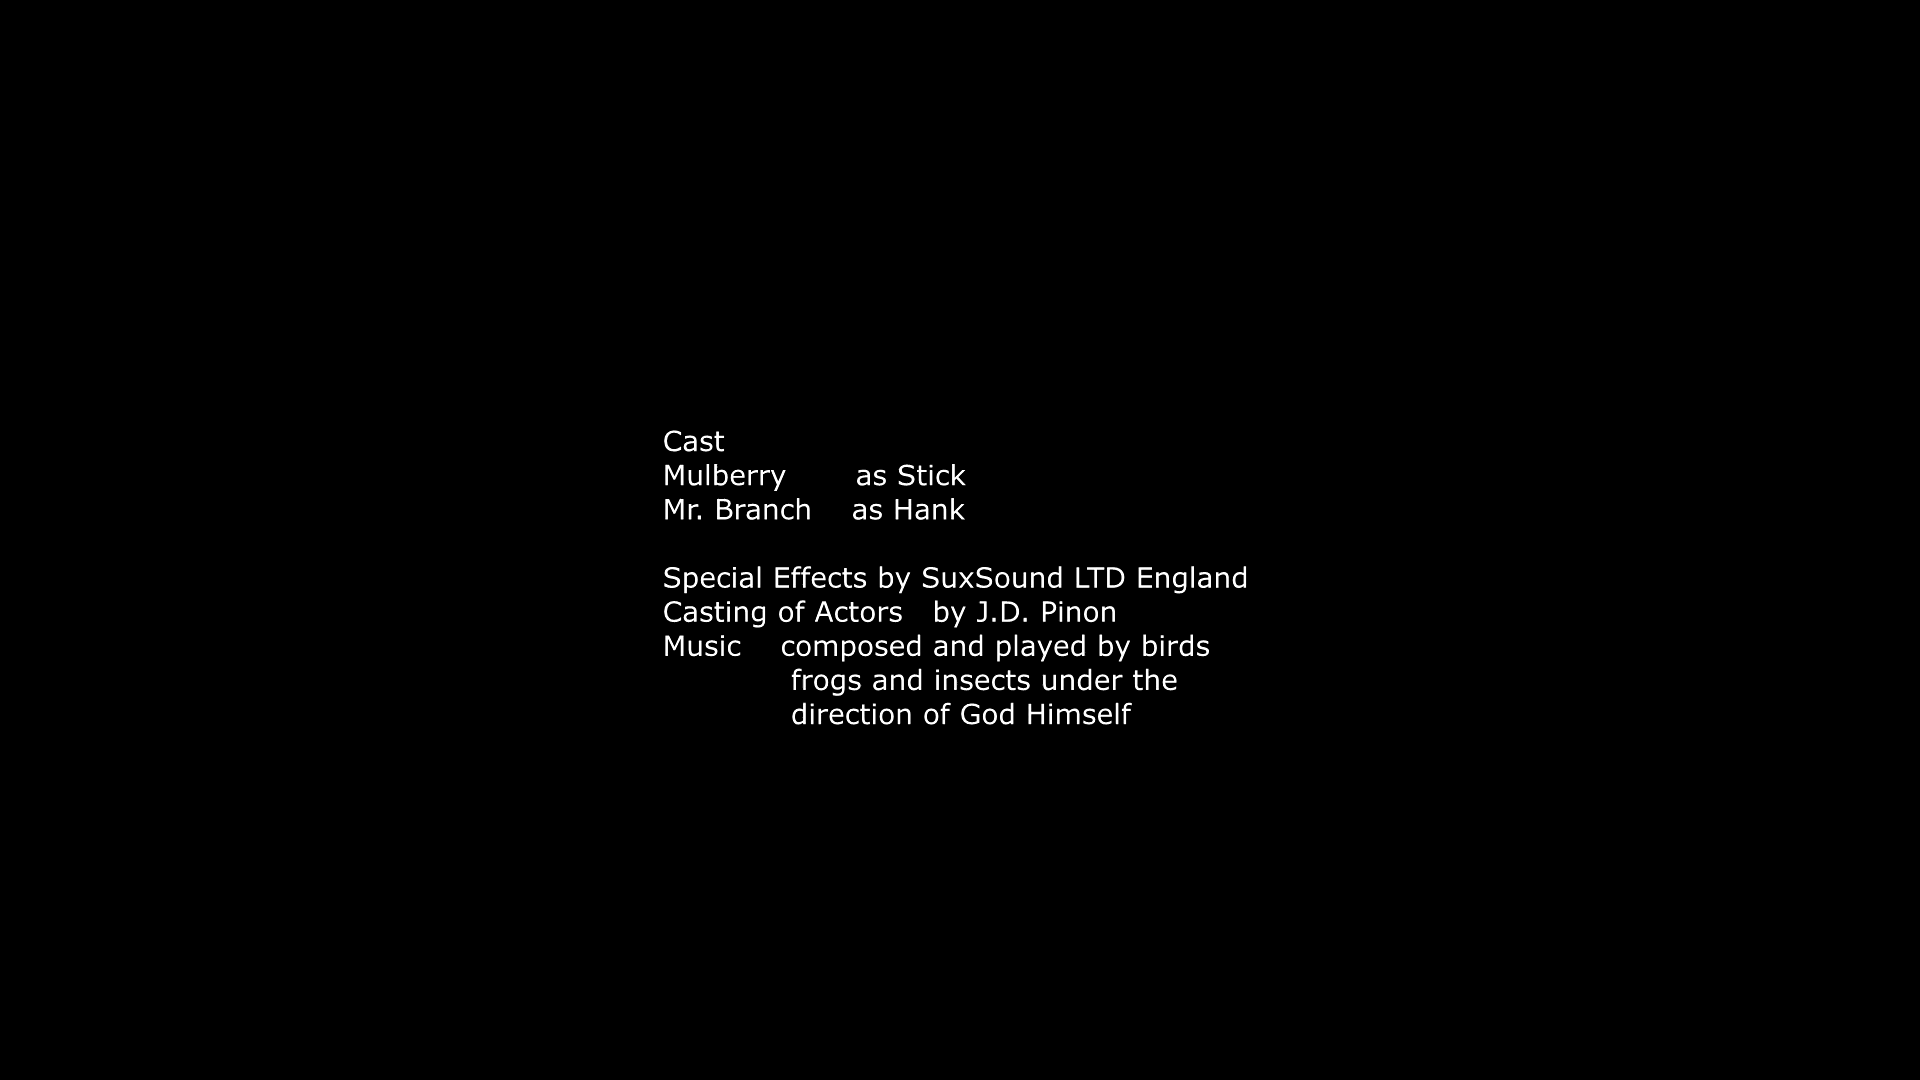 Cast
Mulberry as Stick
Mr. Branch as Hank
Special Effects by SuxSound LTD England
Casting of Actors by J.D. Pinon
Music composed and played by birds
frogs and insects under the
direction of God Himself